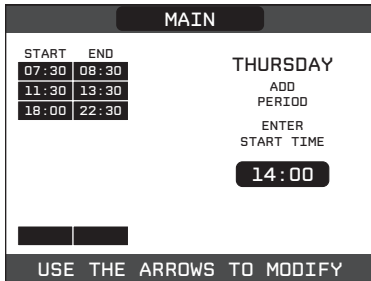 MAIN
START END
07:30 08:30
11:30 13:30
18:00 22:30
THURSDAY
ADD
PERIOD
ENTER
START TIME
14:00
USE THE ARROWS TO MODIFY